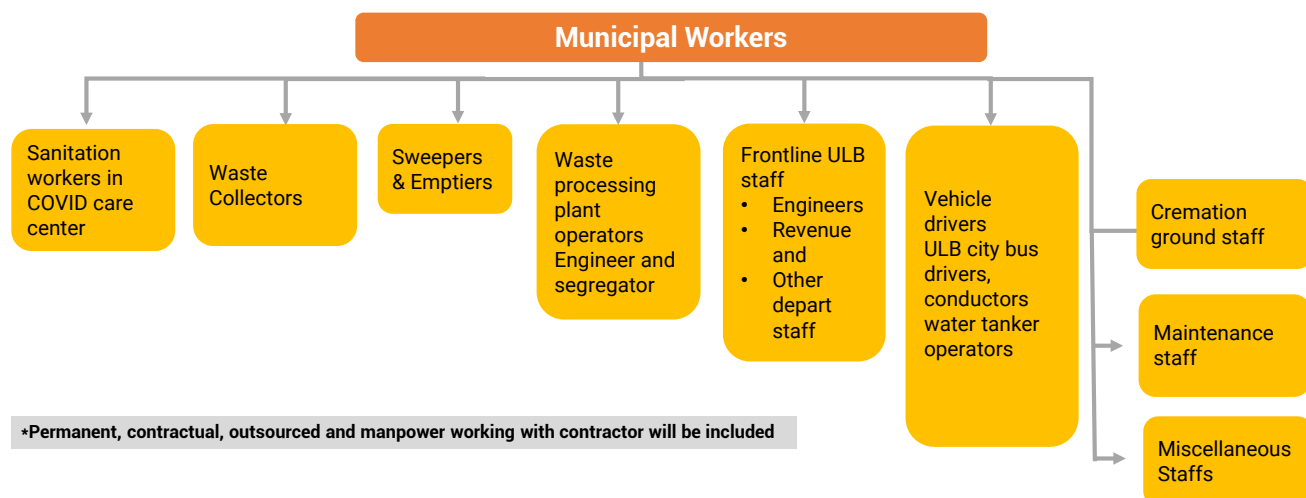 Municipal Workers
Sanitation
workers in
COVID care
center
Waste
Collectors
Sweepers
& Emptiers
Waste
processing
plant
operators
Engineer and
segregator
Frontline ULB
staff
• Engineers
• Revenue and
• Other
depart
staff
Vehicle
drivers
ULB city bus
drivers,
conductors
water tanker
operators
Cremation
ground staff
Maintenance
staff
Miscellaneous
Staffs
*Permanent, contractual, outsourced and manpower working with contractor will be included